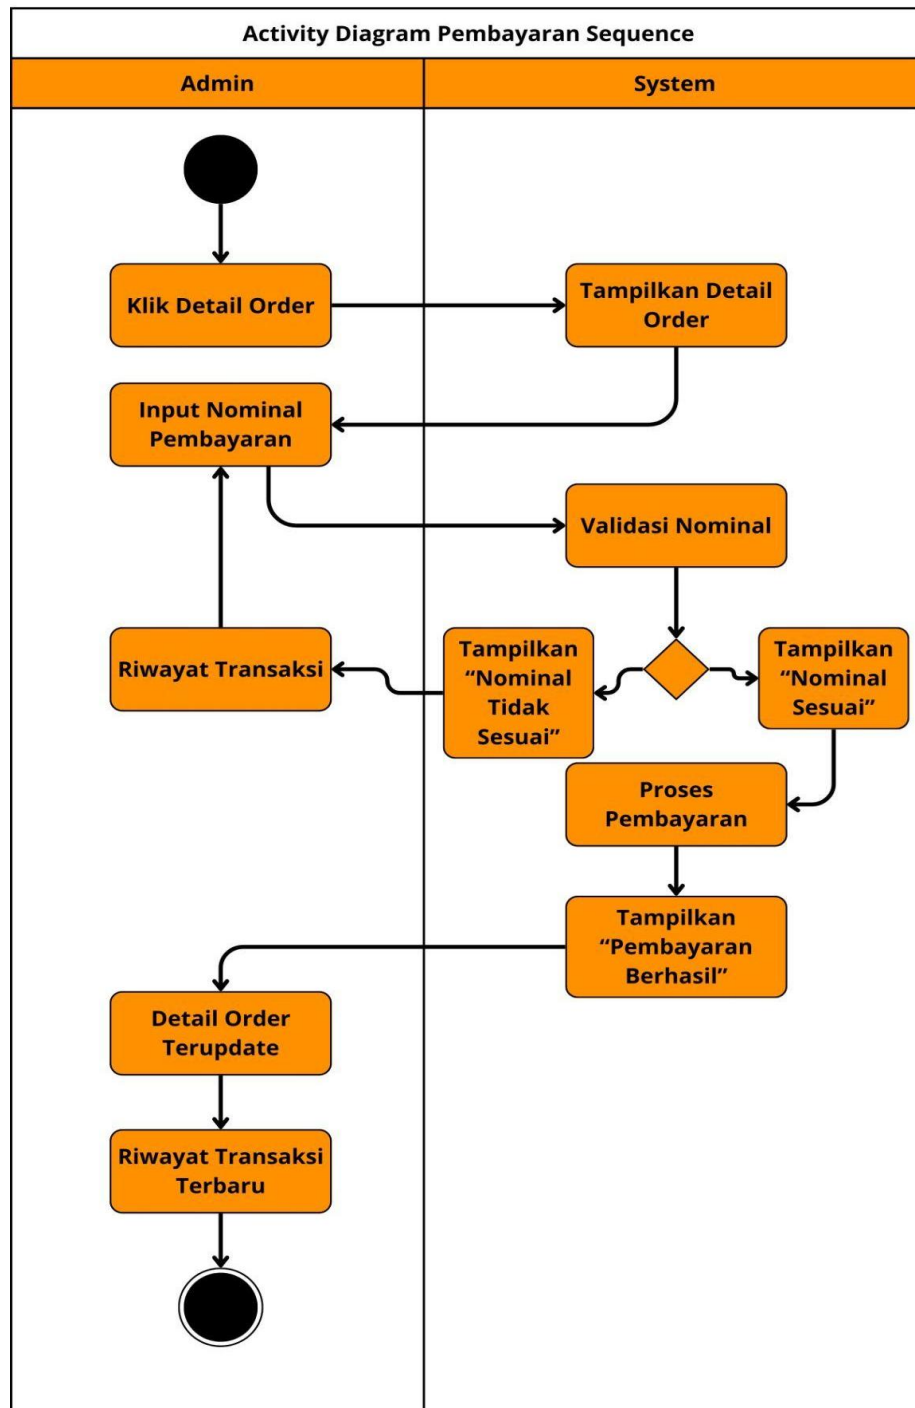 Activity Diagram Pembayaran Sequence
Admin
System
Klik Detail Order
Tampilkan Detail
Order
Input Nominal
Pembayaran
Validasi Nominal
Riwayat Transaksi
Tampilkan
“Nominal
Tidak
Sesuai”
Tampilkan
“Nominal
Sesuai”
Proses
Pembayaran
Tampilkan
“Pembayaran
Berhasil”
Detail Order
Terupdate
Riwayat Transaksi
Terbaru